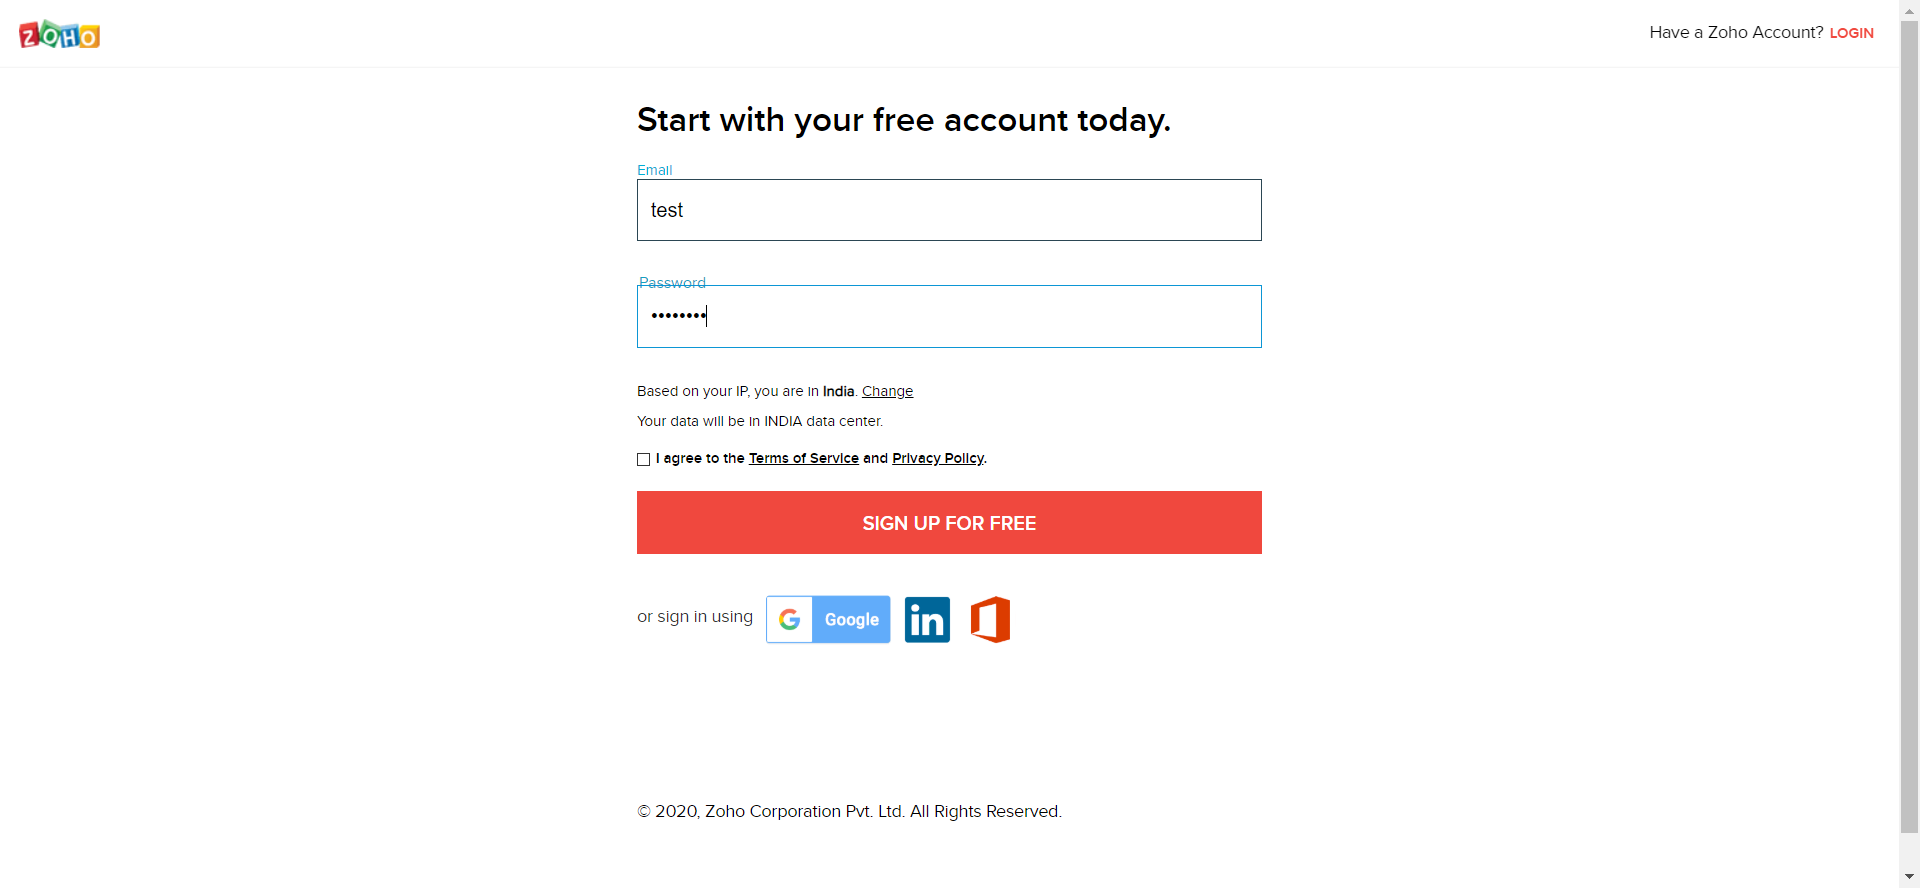 ZOHO
Have a Zoho Account? LOGIN
Start with your free account today.
Email
test
Password
••••••••
Based on your IP, you are in India. Change
Your data will be in INDIA data center.
I agree to the Terms of Service and Privacy Policy.
SIGN UP FOR FREE
or sign in using
G Google
in
© 2020, Zoho Corporation Pvt. Ltd. All Rights Reserved.